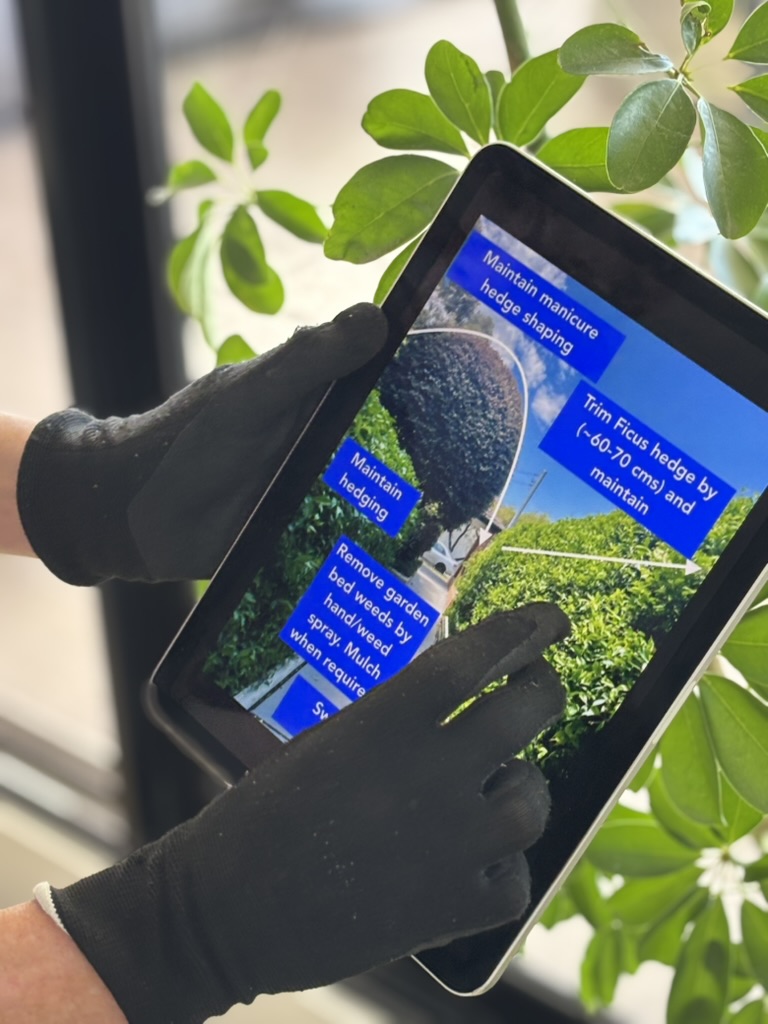 Maintain manicure
hedge shaping
Trim Ficus hedge by
(~60-70 cms) and
maintain
Maintain
hedging
Remove garden
bed weeds by
hand/weed
spray. Mulch
when require